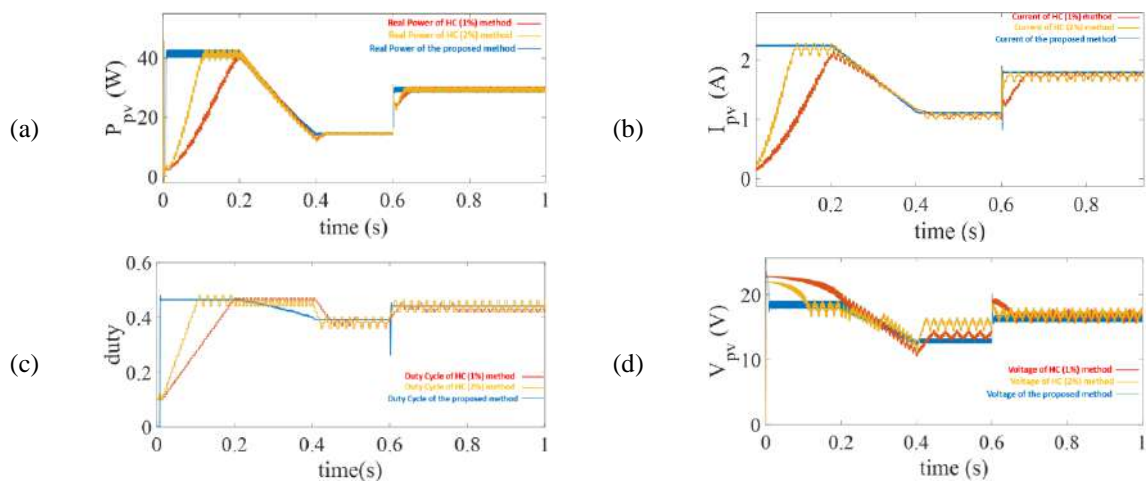 (a)
P_pv (W)
40
20
0
Real Power of HC (1%) method
Real Power of HC (2%) method
Real Power of the proposed method
0 0.2 0.4 0.6 0.8 1
time (s)
(b)
I_pv (A)
2
1
0
Current of HC (1%) method
Current of HC (2%) method
Current of the proposed method
0.2 0.4 0.6 0.8
time (s)
(c)
duty
0.6
0.4
0.2
0
Duty Cycle of HC (1%) method
Duty Cycle of HC (2%) method
Duty Cycle of the proposed method
0 0.2 0.4 0.6 0.8 1
time(s)
(d)
V_pv (V)
20
10
0
Voltage of HC (1%) method
Voltage of HC (2%) method
Voltage of the proposed method
0 0.2 0.4 0.6 0.8 1
time (s)